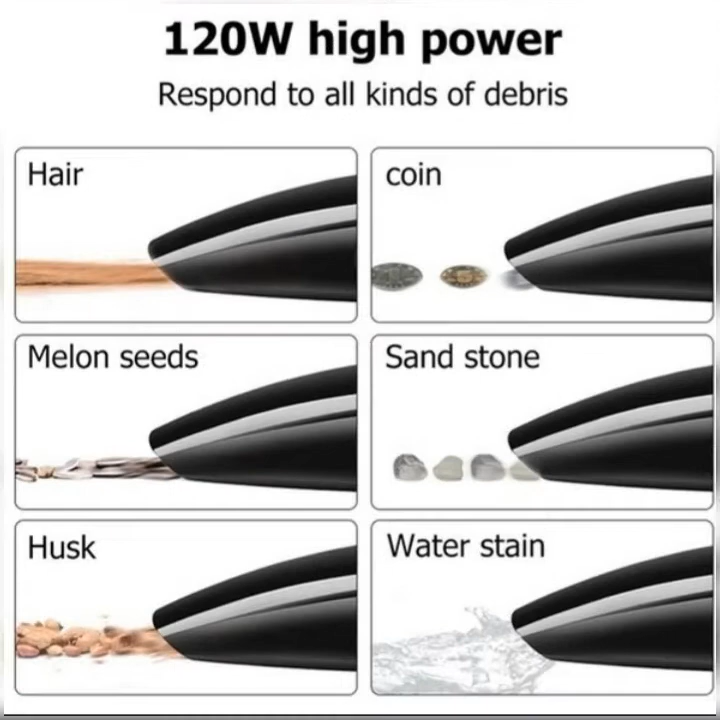 120W high power
Respond to all kinds of debris
Hair
coin
Melon seeds
Sand stone
Husk
Water stain